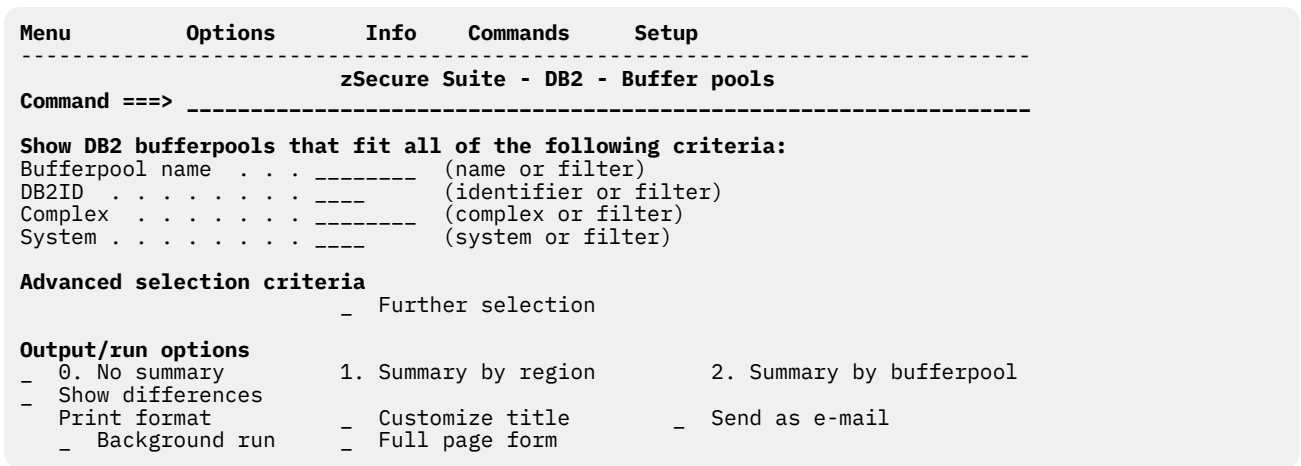 Menu Options Info Commands Setup
-------------------------------------------------------------------------------
zSecure Suite - DB2 - Buffer pools
Command ===> __________________________________________________________________
Show DB2 bufferpools that fit all of the following criteria:
Bufferpool name . . . ________ (name or filter)
DB2ID . . . . . . . . ____ (identifier or filter)
Complex . . . . . . . ________ (complex or filter)
System . . . . . . . . ____ (system or filter)
Advanced selection criteria
_ Further selection
Output/run options
_ 0. No summary 1. Summary by region 2. Summary by bufferpool
_ Show differences
Print format _ Customize title _ Send as e-mail
_ Background run _ Full page form